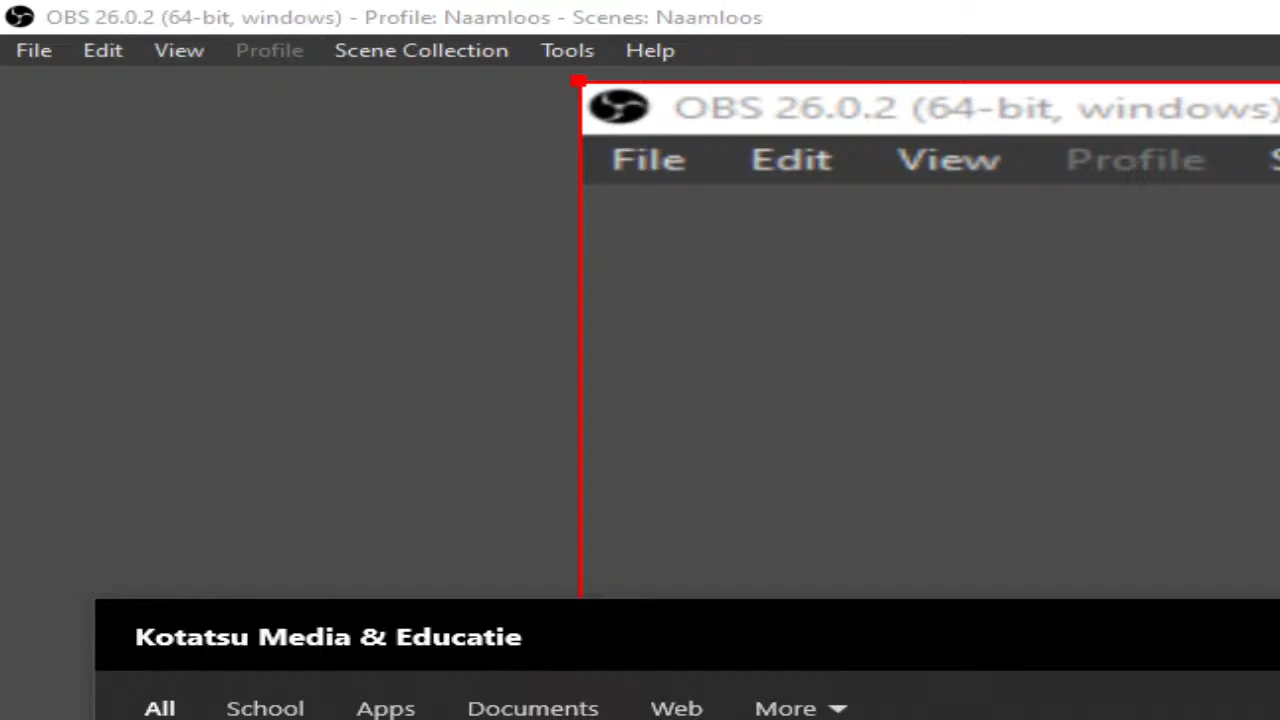 OBS 26.0.2 (64-bit, windows) - Profile: Naamloos - Scenes: Naamloos
File Edit View Profile Scene Collection Tools Help
OBS 26.0.2 (64-bit, windows)
File Edit View Profile S
Kotatsu Media & Educatie
All School Apps Documents Web More